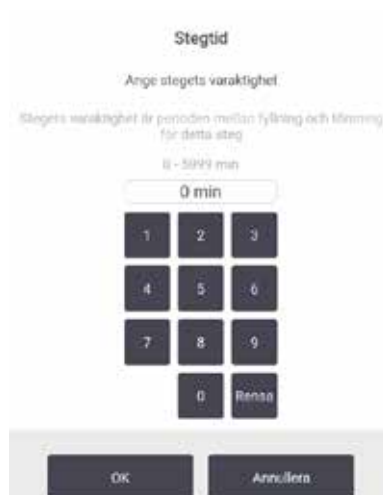 Stegtid
Ange stegets varaktighet
Stegets varaktighet är perioden mellan fyllning och tömning
för detta steg
0 - 5999 min
0 min
1 2 3
4 5 6
7 8 9
0 Rensa
OK Annullera